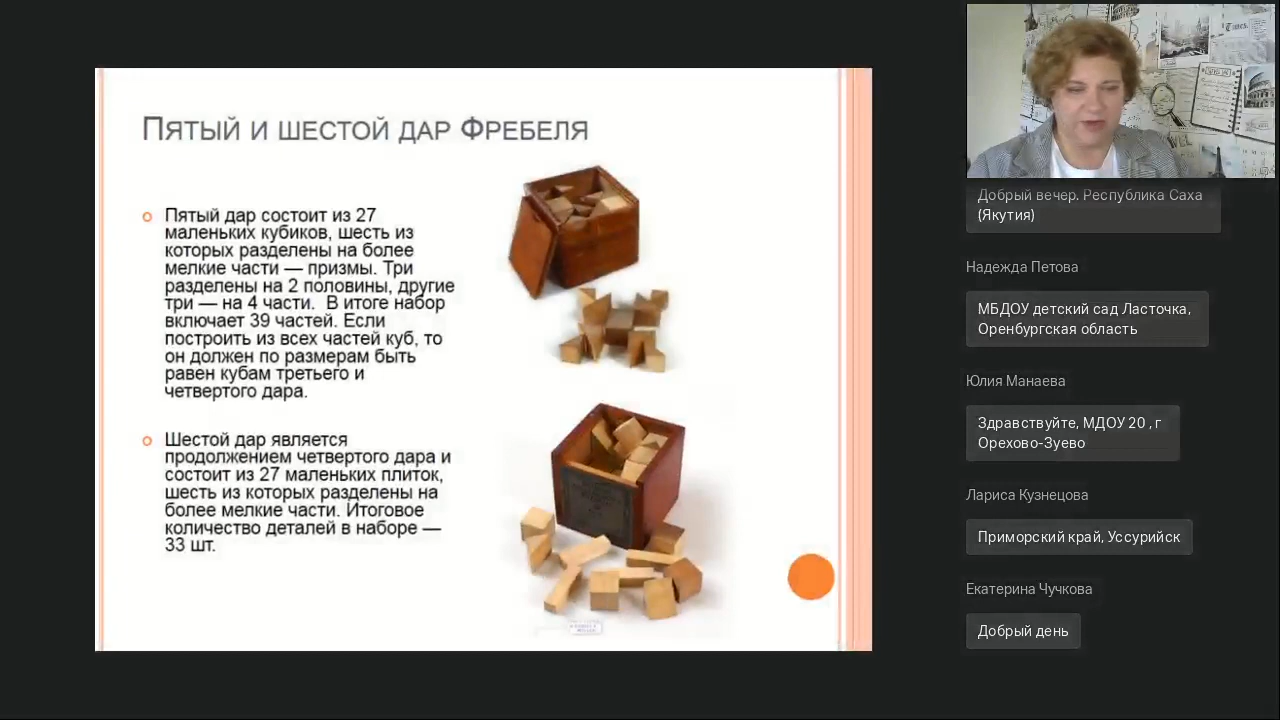 Пятый и шестой дар Фребеля
Пятый дар состоит из 27
маленьких кубиков, шесть из
которых разделены на более
мелкие части — призмы. Три
разделены на 2 половины, другие
три — на 4 части. В итоге набор
включает 39 частей. Если
построить из всех частей куб, то
он должен по размерам быть
равен кубам третьего и
четвертого дара.
Шестой дар является
продолжением четвертого дара и
состоит из 27 маленьких плиток,
шесть из которых разделены на
более мелкие части. Итоговое
количество деталей в наборе —
33 шт.
Times
Добрый вечер. Республика Саха
(Якутия)
Надежда Петова
МБДОУ детский сад Ласточка,
Оренбургская область
Юлия Манаева
Здравствуйте, МДОУ 20 , г
Орехово-Зуево
Лариса Кузнецова
Приморский край, Уссурийск
Екатерина Чучкова
Добрый день